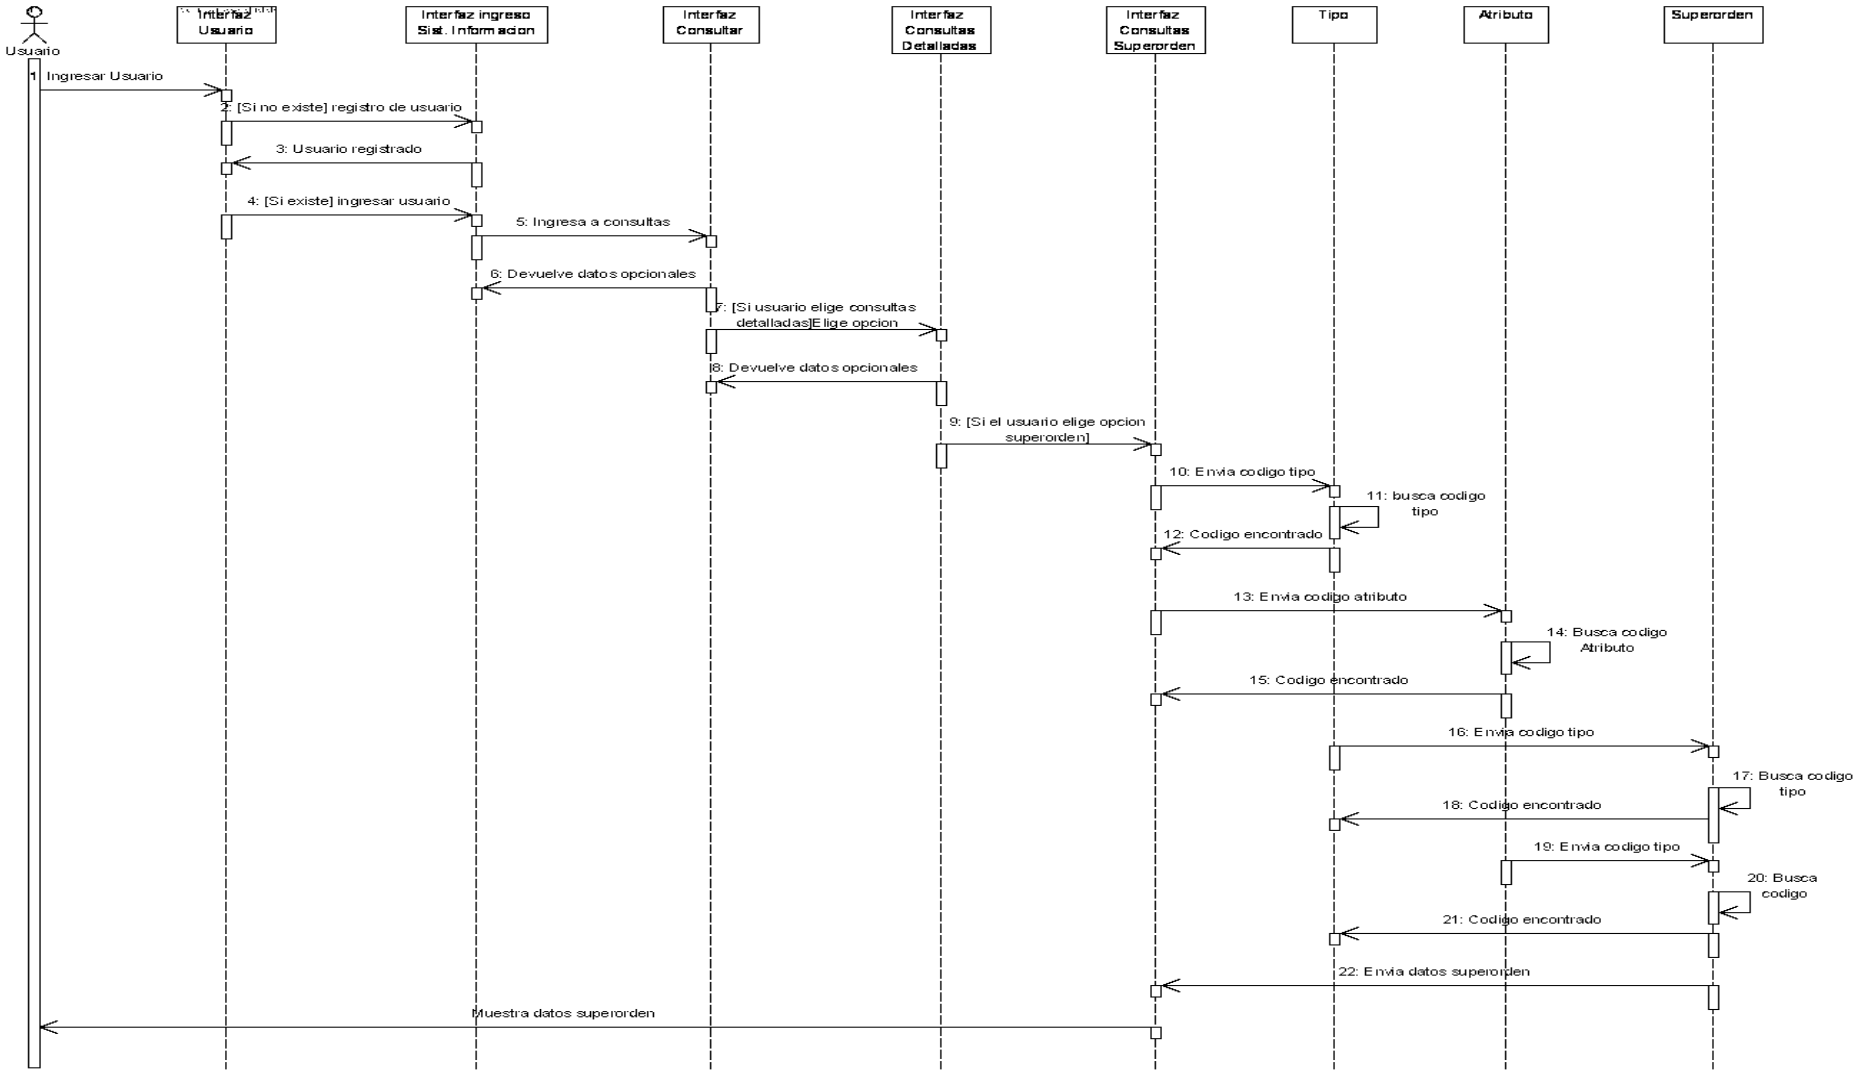 Interfaz
Usuario
Interfaz ingreso
Sist. Informacion
Interfaz
Consultar
Interfaz
Consultas
Detalladas
Interfaz
Consultas
Superorden
Tipo
Atributo
Superorden
Usuario
1 Ingresar Usuario
2: [Si no existe] registro de usuario
3: Usuario registrado
4: [Si existe] ingresar usuario
5: Ingresa a consultas
6: Devuelve datos opcionales
7: [Si usuario elige consultas
detalladas]Elige opcion
8: Devuelve datos opcionales
9: [Si el usuario elige opcion
superorden]
10: Envia codigo tipo
11: busca codigo
tipo
12: Codigo encontrado
13: Envia codigo atributo
14: Busca codigo
Atributo
15: Codigo encontrado
16: Envia codigo tipo
17: Busca codigo
tipo
18: Codigo encontrado
19: Envia codigo tipo
20: Busca
codigo
21: Codigo encontrado
22: Envia datos superorden
Muestra datos superorden